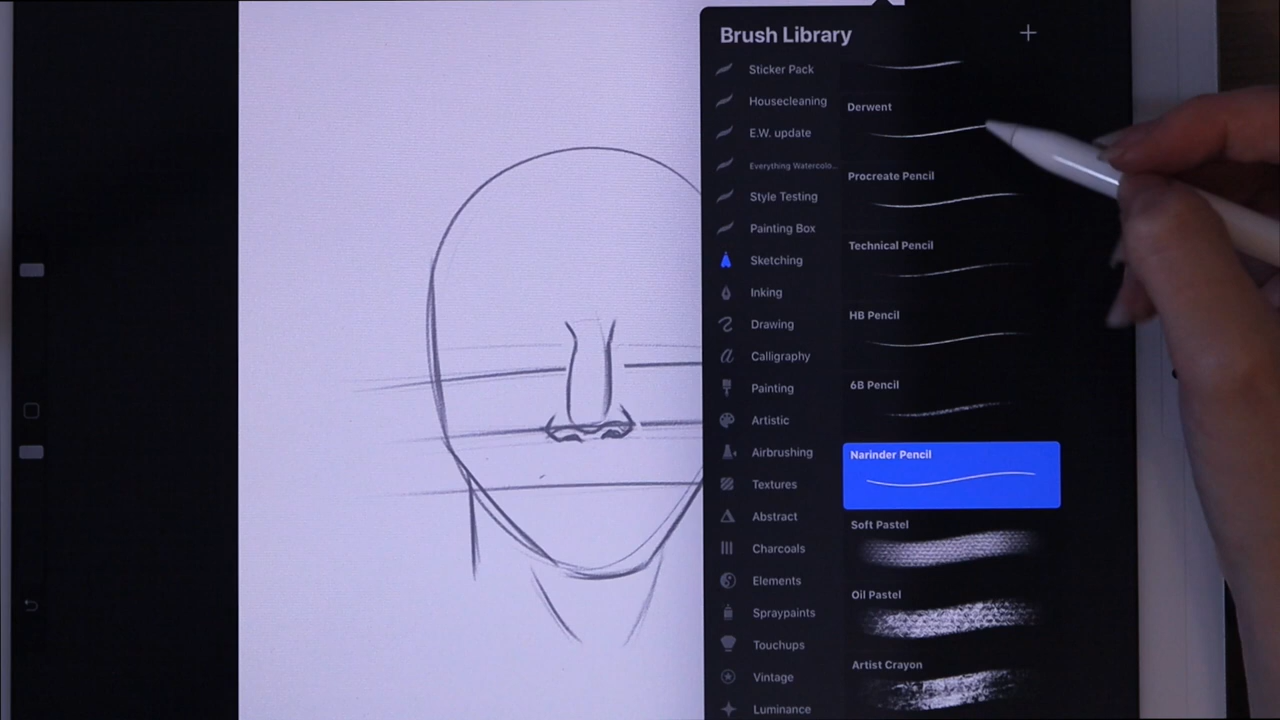 Brush Library
Sticker Pack
Housecleaning
E.W. update
Everything Watercolo...
Style Testing
Painting Box
Sketching
Inking
Drawing
Calligraphy
Painting
Artistic
Airbrushing
Textures
Abstract
Charcoals
Elements
Spraypaints
Touchups
Vintage
Luminance
Derwent
Procreate Pencil
Technical Pencil
HB Pencil
6B Pencil
Narinder Pencil
Soft Pastel
Oil Pastel
Artist Crayon